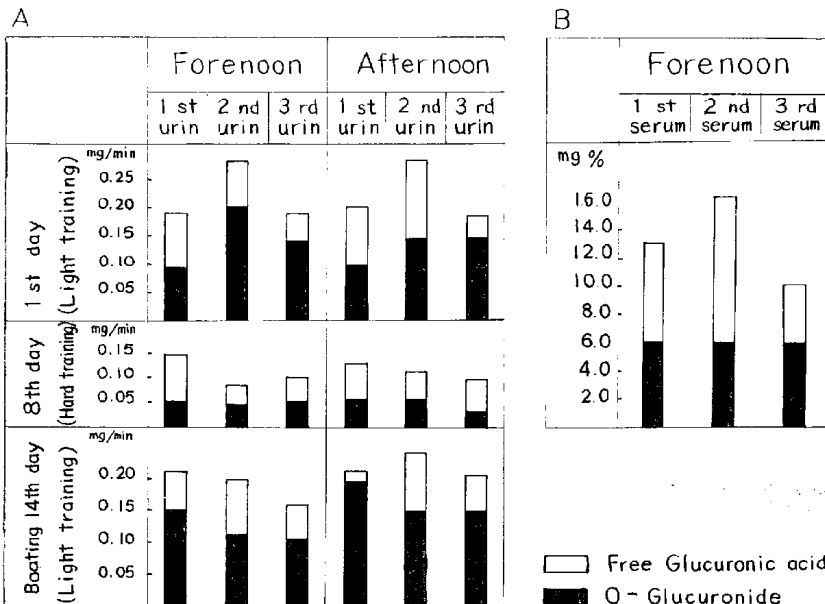 A
Forenoon
Afternoon
1 st urin
2 nd urin
3 rd urin
1 st urin
2 nd urin
3 rd urin
1 st day (Light training)
mg/min
0.25
0.20
0.15
0.10
0.05
8th day (Hard training)
mg/min
0.15
0.05
Boating 14th day (Light training)
mg/min
0.20
0.15
0.10
0.05
B
Forenoon
1 st serum
2 nd serum
3 rd serum
mg %
16.0
14.0
12.0
10.0
8.0
6.0
2.0
Free Glucuronic acid
O-Glucuronide